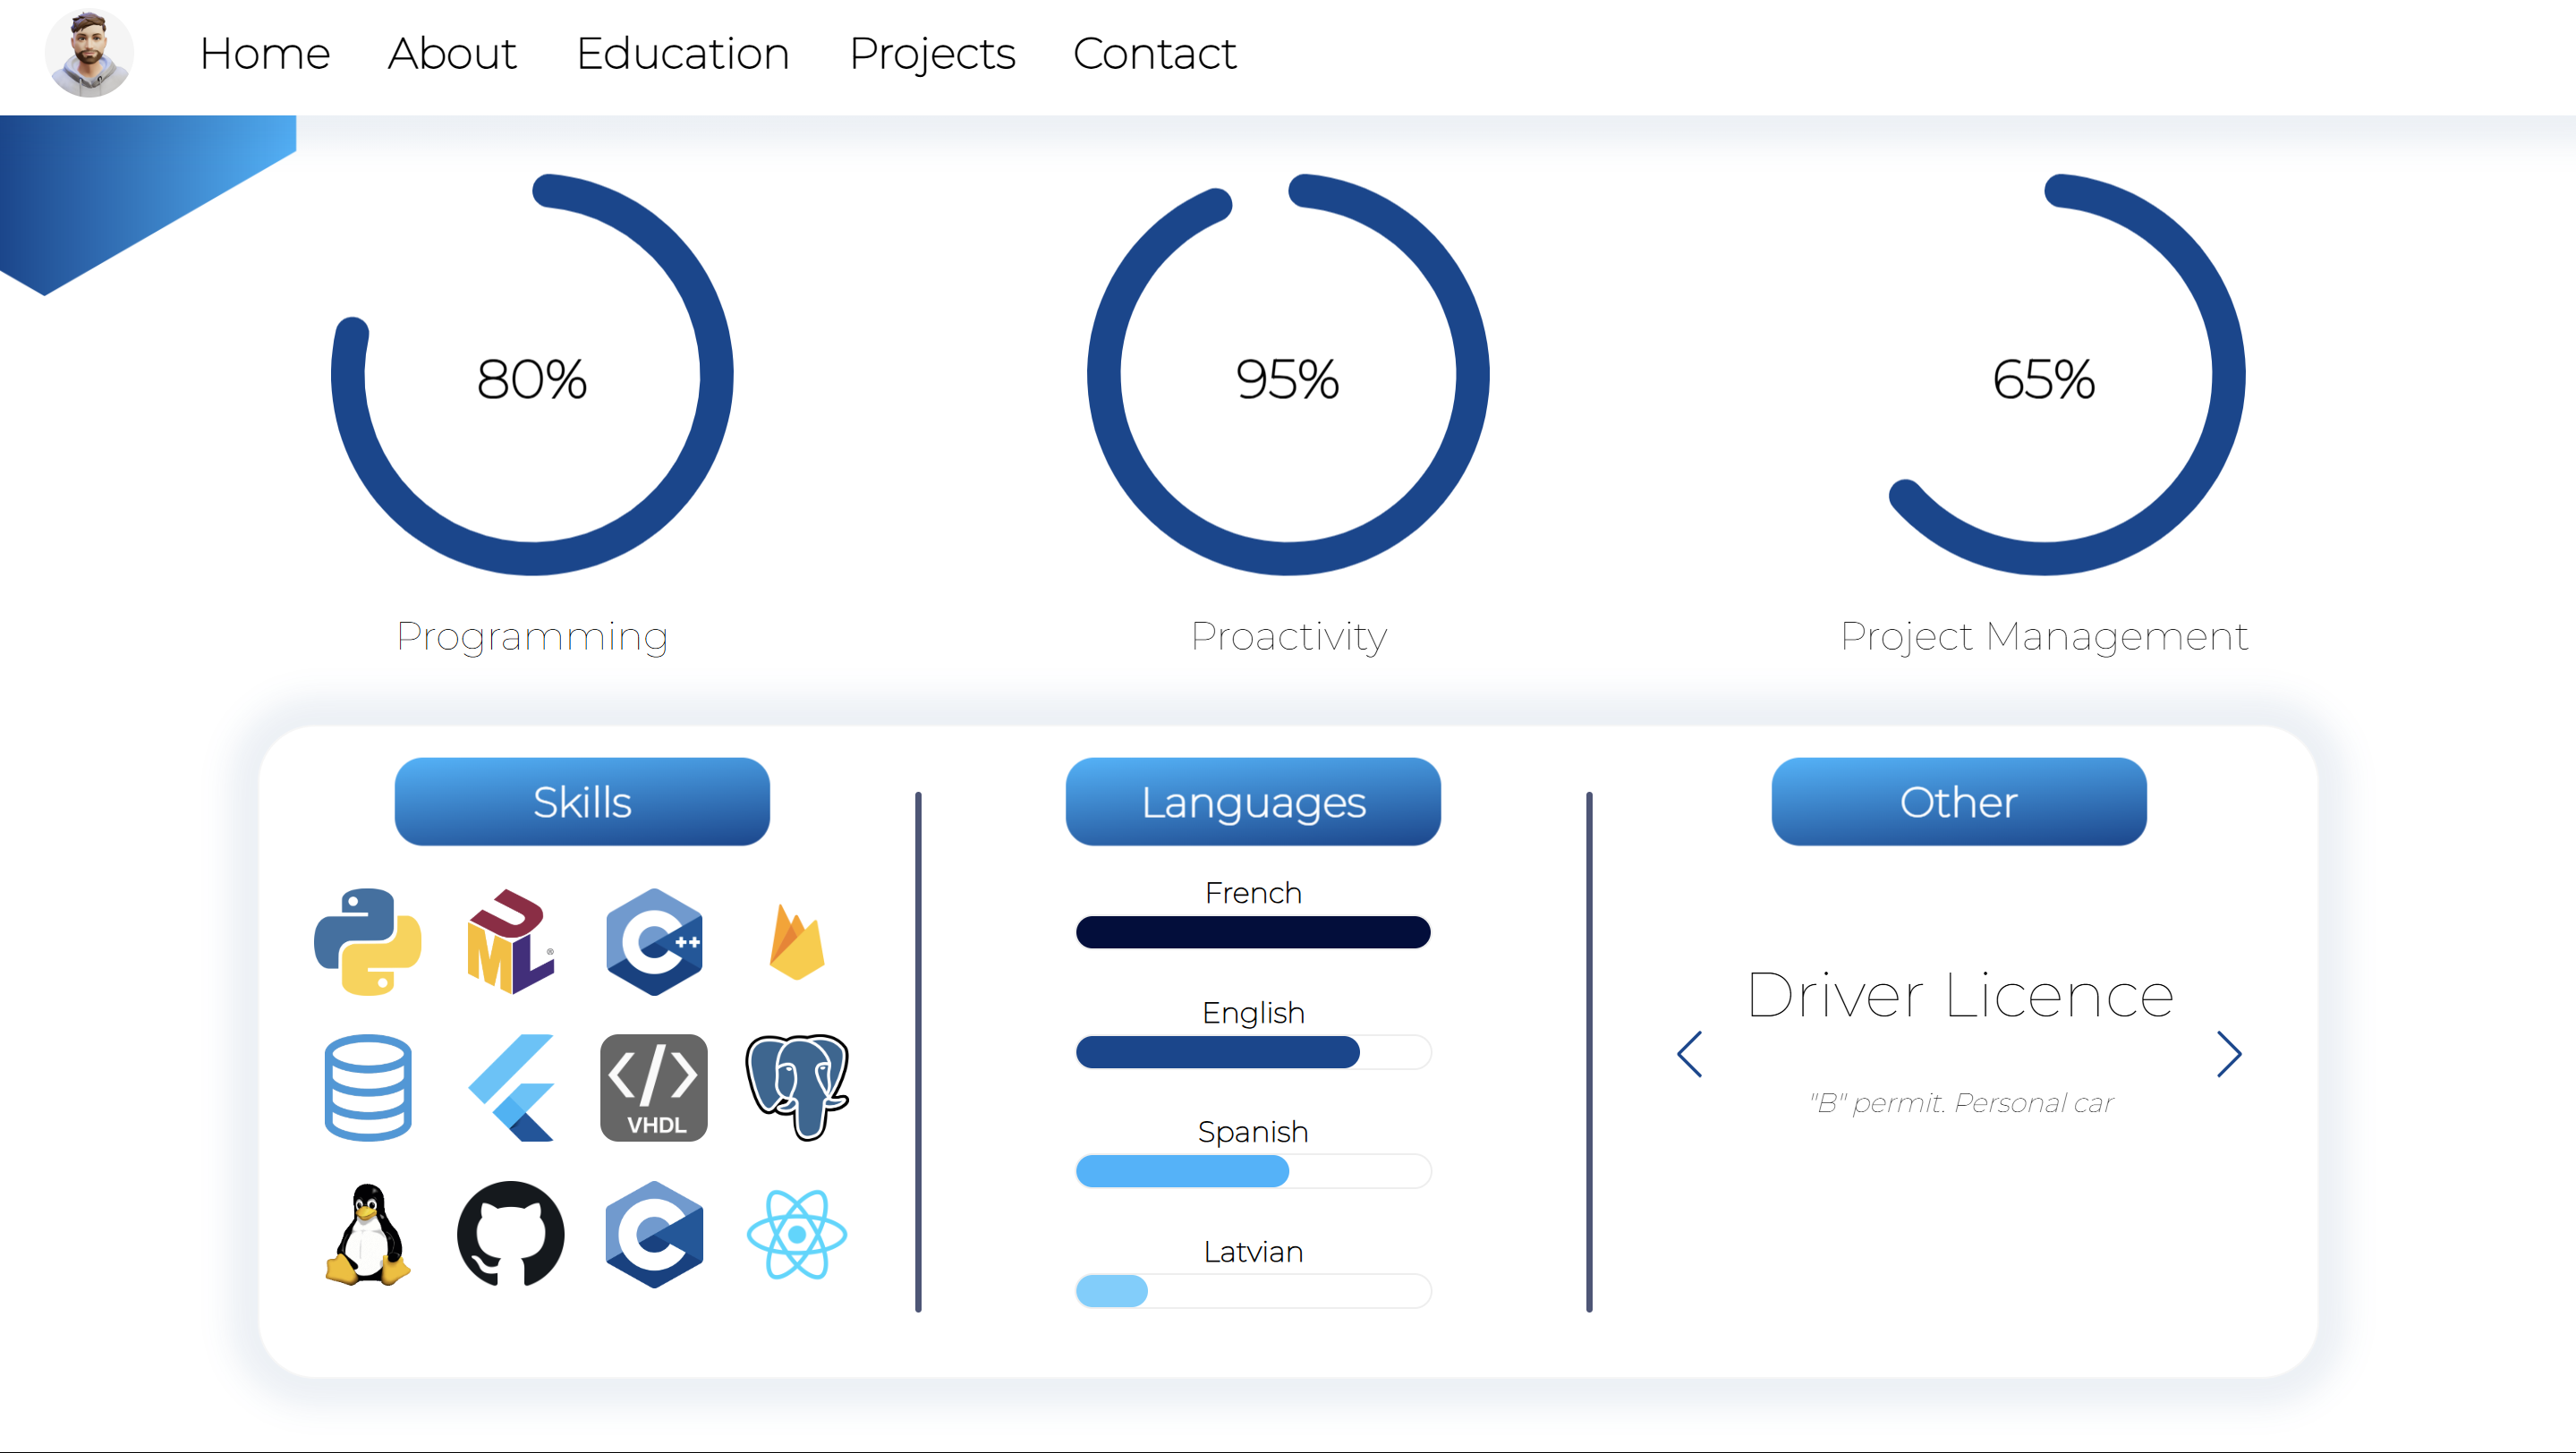 Home About Education Projects Contact
80% 95% 65%
Programming Proactivity Project Management
Skills
UML
®
C++
VHDL
C
Languages
French
English
Spanish
Latvian
Other
Driver Licence
"B" permit. Personal car